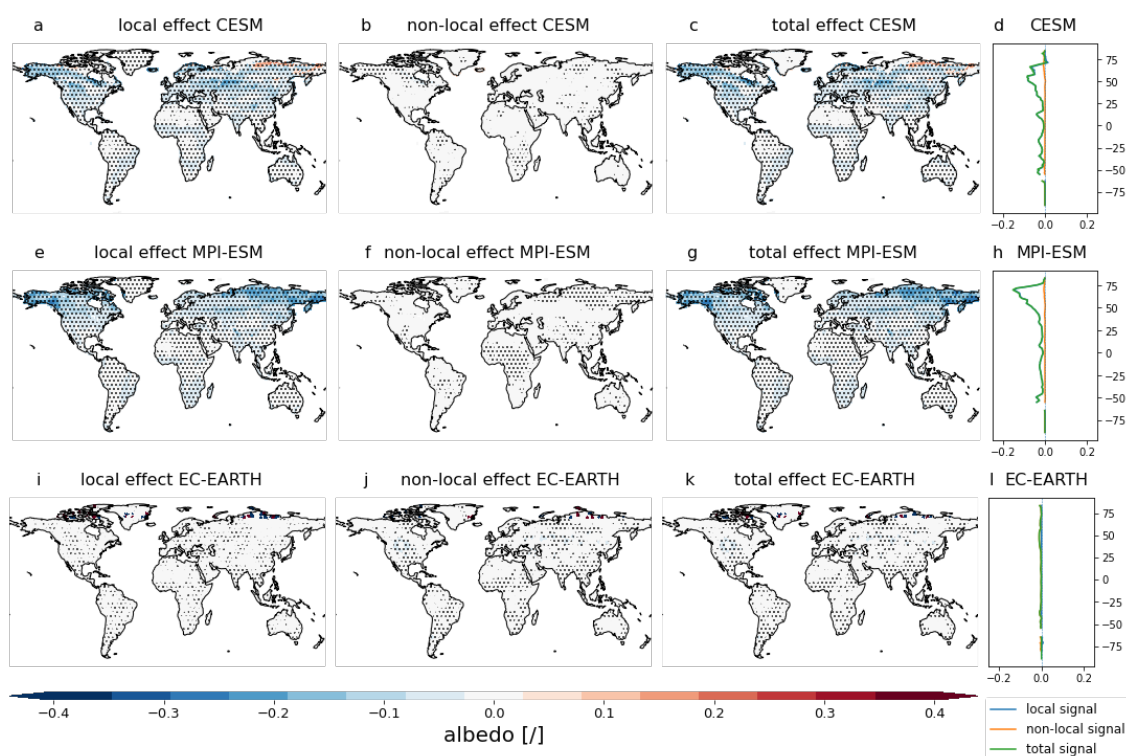 a local effect CESM b non-local effect CESM c total effect CESM d CESM
75
50
25
0
−25
−50
−75
−0.2 0.0 0.2
e local effect MPI-ESM f non-local effect MPI-ESM g total effect MPI-ESM h MPI-ESM
75
50
25
0
−25
−50
−75
−0.2 0.0 0.2
i local effect EC-EARTH j non-local effect EC-EARTH k total effect EC-EARTH l EC-EARTH
75
50
25
0
−25
−50
−75
−0.2 0.0 0.2
−0.4 −0.3 −0.2 −0.1 0.0 0.1 0.2 0.3 0.4
albedo [/]
local signal
non-local signal
total signal